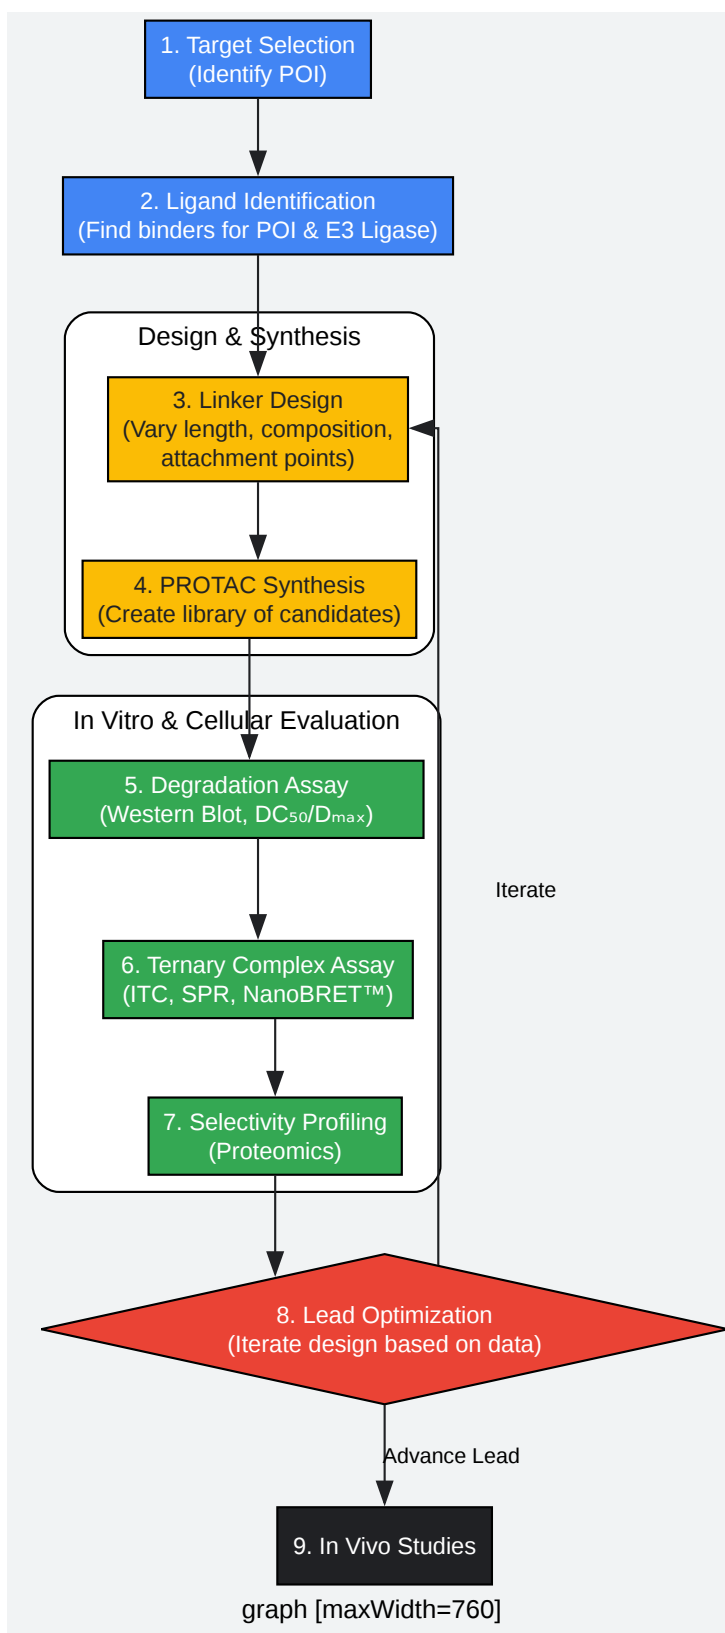 1. Target Selection
(Identify POI)
2. Ligand Identification
(Find binders for POI & E3 Ligase)
Design & Synthesis
3. Linker Design
(Vary length, composition,
attachment points)
4. PROTAC Synthesis
(Create library of candidates)
In Vitro & Cellular Evaluation
5. Degradation Assay
(Western Blot, DC₅₀/Dₘₐₓ)
Iterate
6. Ternary Complex Assay
(ITC, SPR, NanoBRET™)
7. Selectivity Profiling
(Proteomics)
8. Lead Optimization
(Iterate design based on data)
Advance Lead
9. In Vivo Studies
graph [maxWidth=760]